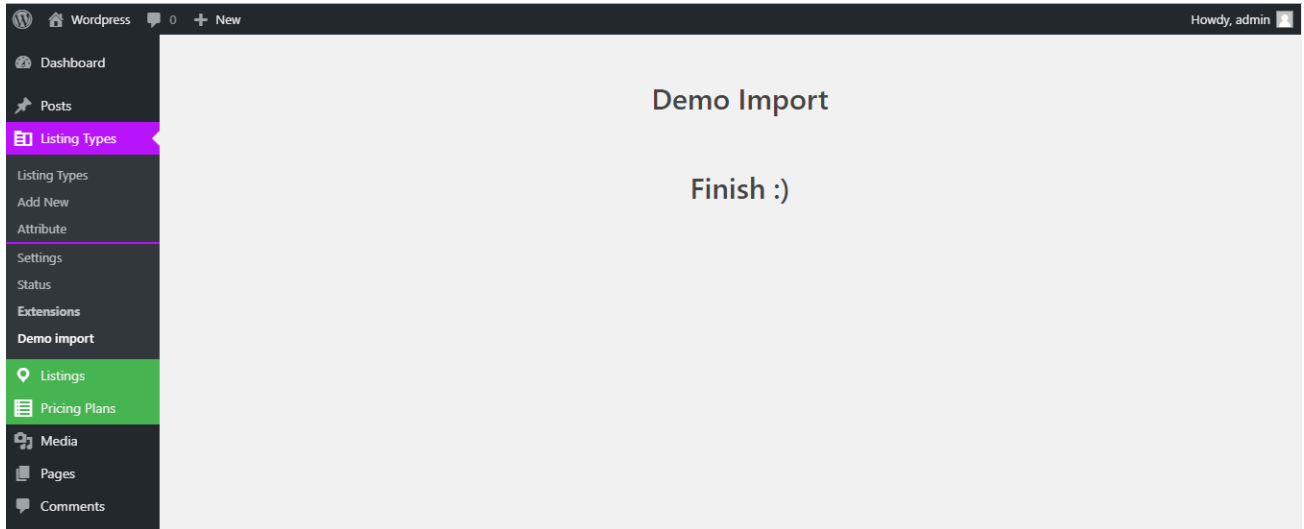 Wordpress 0 New
Howdy, admin
Dashboard
Posts
Listing Types
Listing Types
Add New
Attribute
Settings
Status
Extensions
Demo import
Listings
Pricing Plans
Media
Pages
Comments
Demo Import
Finish :)